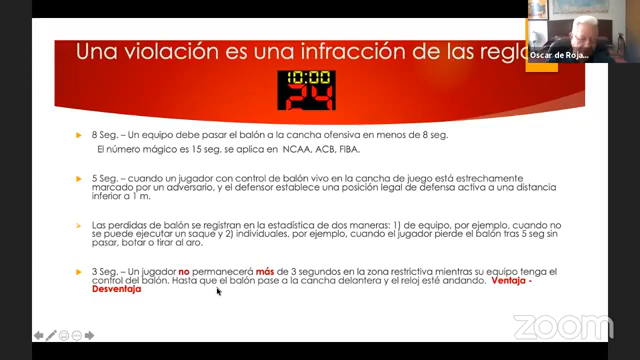 Una violación es una infracción de las regl
10:00
24
Oscar de Roja...
8 Seg. – Un equipo debe pasar el balón a la cancha ofensiva en menos de 8 seg.
El número mágico es 15 seg. se aplica en NCAA, ACB, FIBA.
5 Seg. – cuando un jugador con control de balón vivo en la cancha de juego está estrechamente
marcado por un adversario, y el defensor establece una posición legal de defensa activa a una distancia
inferior a 1 m.
Las perdidas de balón se registran en la estadística de dos maneras: 1) de equipo, por ejemplo, cuando no
se puede ejecutar un saque y 2) individuales, por ejemplo, cuando el jugador pierde el balón tras 5 seg sin
pasar, botar o tirar al aro.
3 Seg. – Un jugador no permanecerá más de 3 segundos en la zona restrictiva mientras su equipo tenga el
control del balón. Hasta que el balón pase a la cancha delantera y el reloj esté andando. Ventaja -
Desventaja
zoom